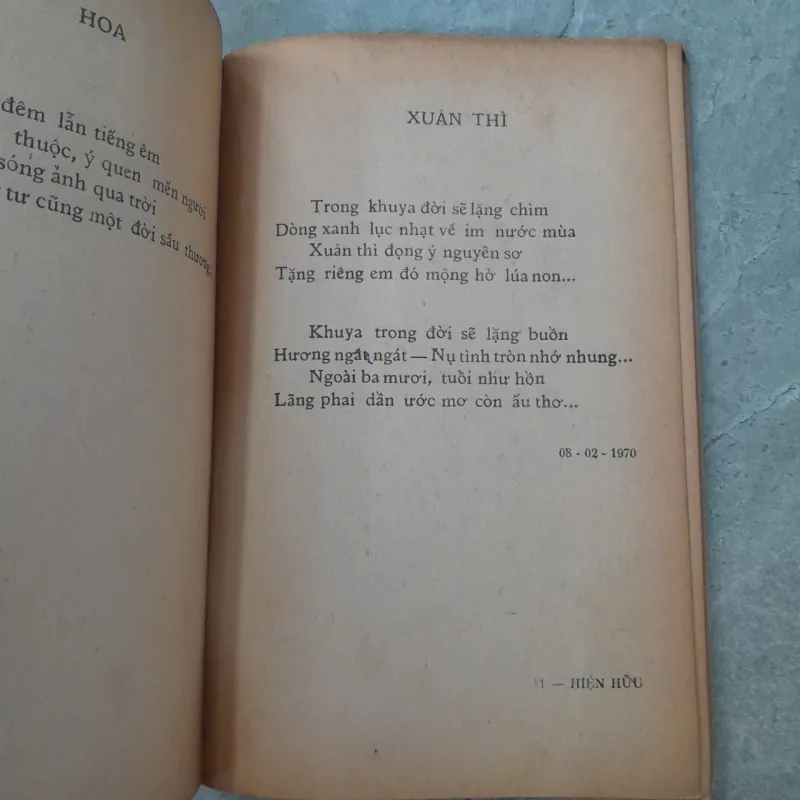 HOA
đêm lẫn tiếng êm
thuộc, ý quen mến người
sóng ảnh qua trời
tư cũng một đời sầu thương,
XUÂN THÌ
Trong khuya đời sẽ lặng chìm
Dòng xanh lục nhạt về im nước mùa
Xuân thì đọng ý nguyên sơ
Tặng riêng em đó mộng hờ lúa non...
Khuya trong đời sẽ lặng buồn
Hương ngát ngát — Nụ tình tròn nhớ nhung...
Ngoài ba mươi, tuổi như hồn
Lãng phai dần ước mơ còn ấu thơ...
08 - 02 - 1970
1 — HIỆN HỮU